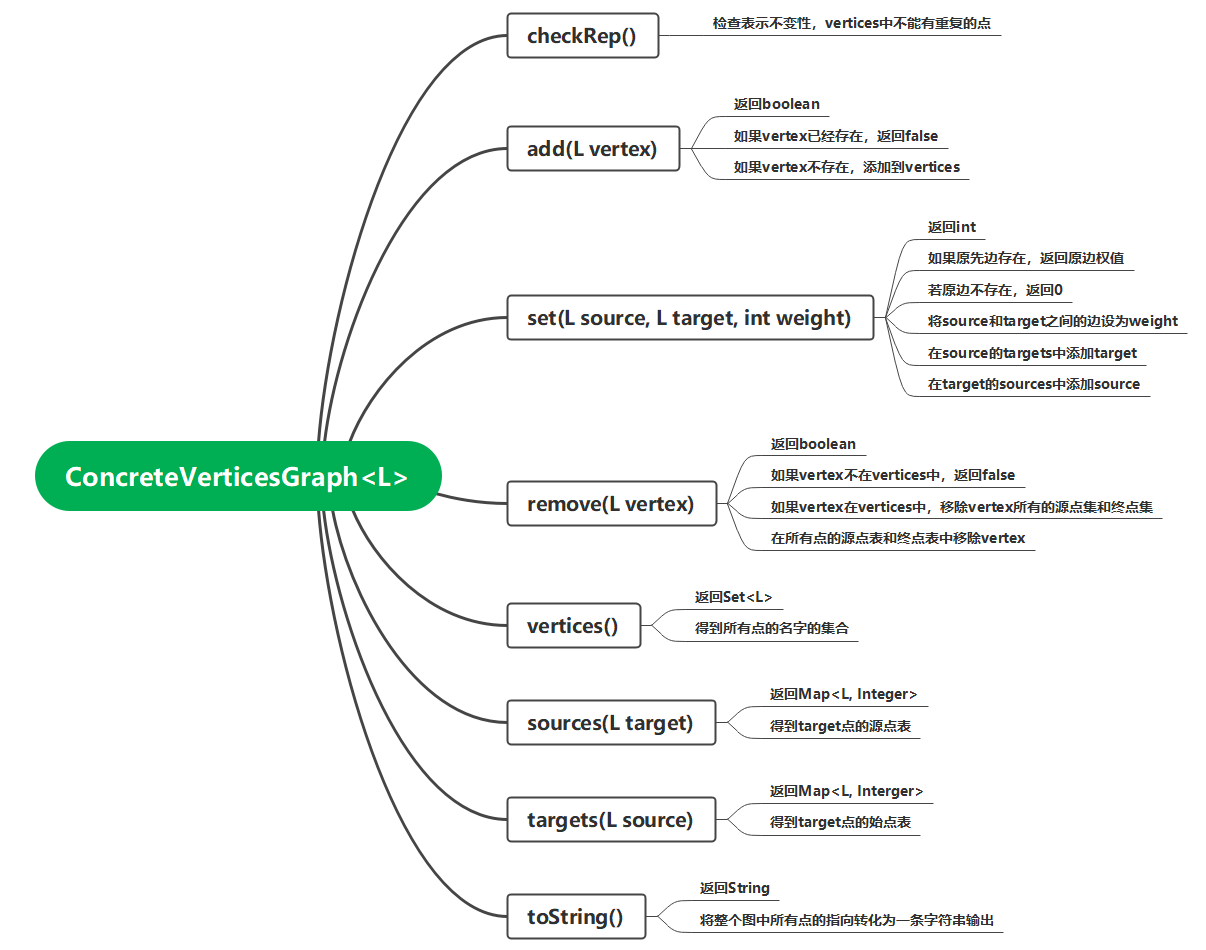 checkRep()
检查表示不变性，vertices中不能有重复的点
add(L vertex)
返回boolean
如果vertex已经存在，返回false
如果vertex不存在，添加到vertices
set(L source, L target, int weight)
返回int
如果原先边存在，返回原边权值
若原边不存在，返回0
将source和target之间的边设为weight
在source的targets中添加target
在target的sources中添加source
ConcreteVerticesGraph<L>
remove(L vertex)
返回boolean
如果vertex不在vertices中，返回false
如果vertex在vertices中，移除vertex所有的源点集和终点集
在所有点的源点表和终点表中移除vertex
vertices()
返回Set<L>
得到所有点的名字的集合
sources(L target)
返回Map<L, Integer>
得到target点的源点表
targets(L source)
返回Map<L, Interger>
得到target点的始点表
toString()
返回String
将整个图中所有点的指向转化为一条字符串输出